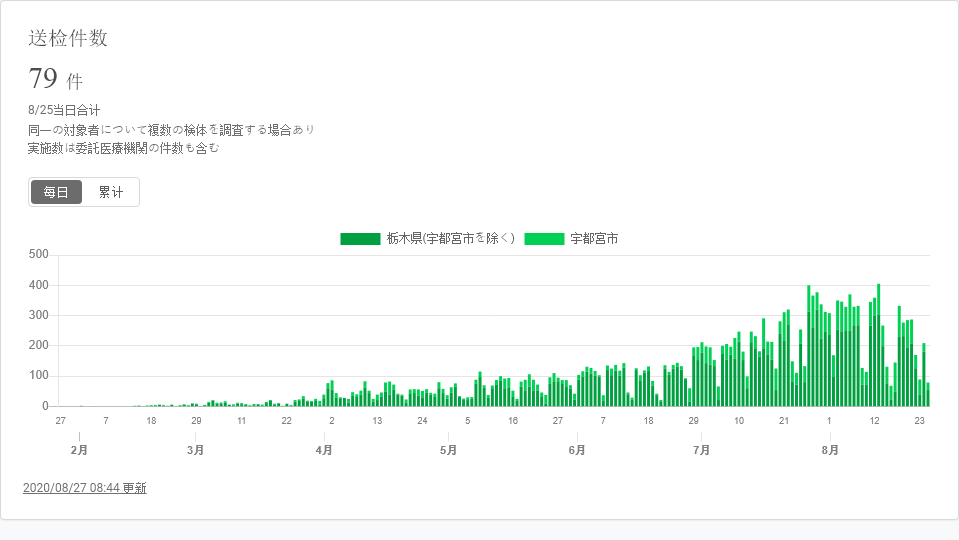 送检件数
79 件
8/25当日合计
同一の対象者について複数の検体を調査する場合あり
実施数は委託医療機関の件数も含む
每日 累计
栃木県(宇都宮市を除く) 宇都宮市
500
400
300
200
100
0
27 7 18 29 11 22 2 13 24 5 16 27 7 18 29 10 21 1 12 23
2月 3月 4月 5月 6月 7月 8月
2020/08/27 08:44 更新